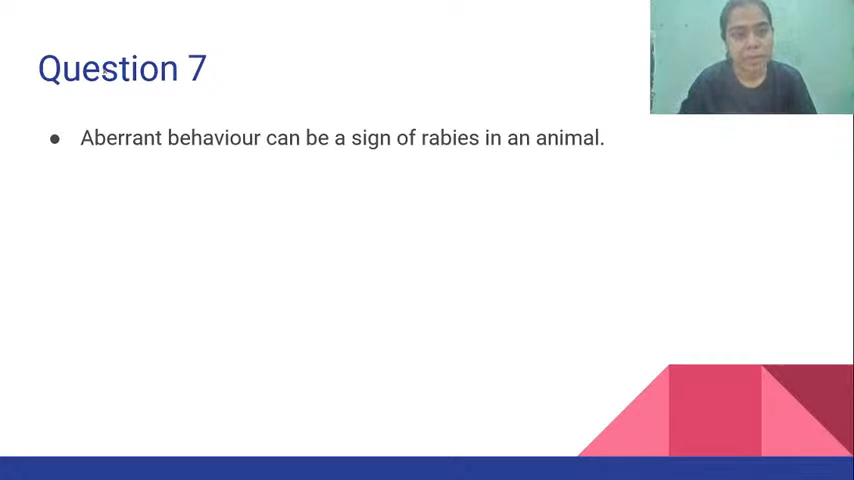 Question 7
● Aberrant behaviour can be a sign of rabies in an animal.